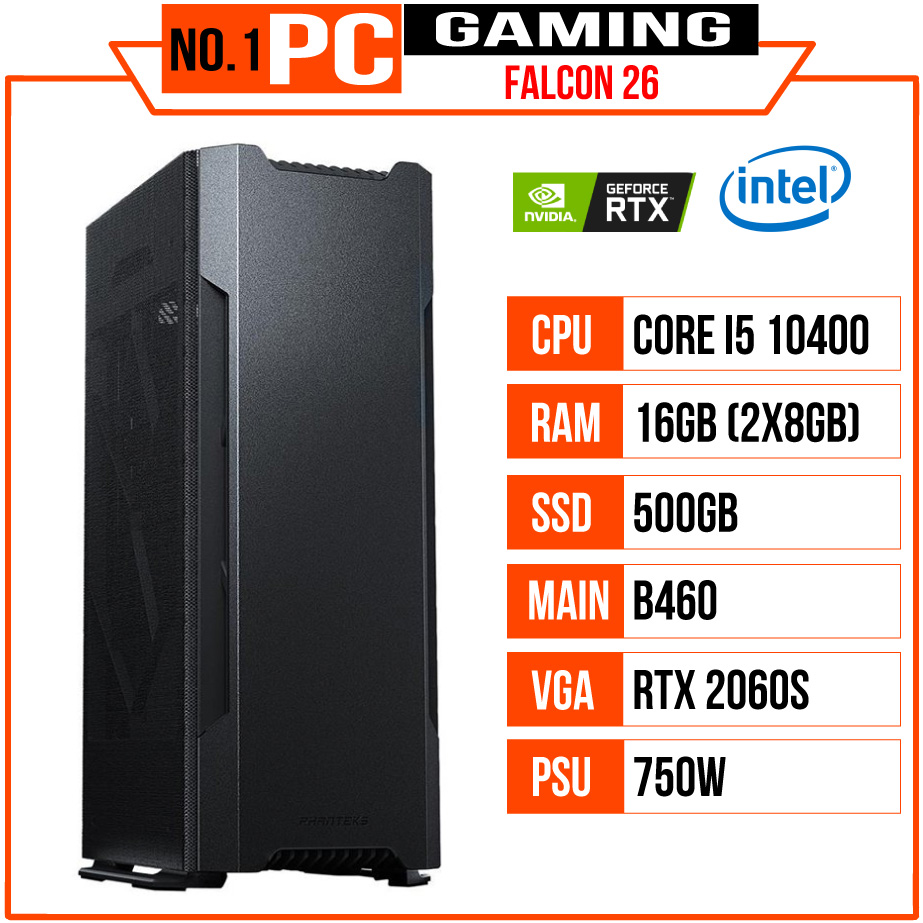 NO.1 PC GAMING
FALCON 26
NVIDIA.
GEFORCE
RTX™
intel®
CPU CORE I5 10400
RAM 16GB (2X8GB)
SSD 500GB
MAIN B460
VGA RTX 2060S
PSU 750W
PHANTEKS